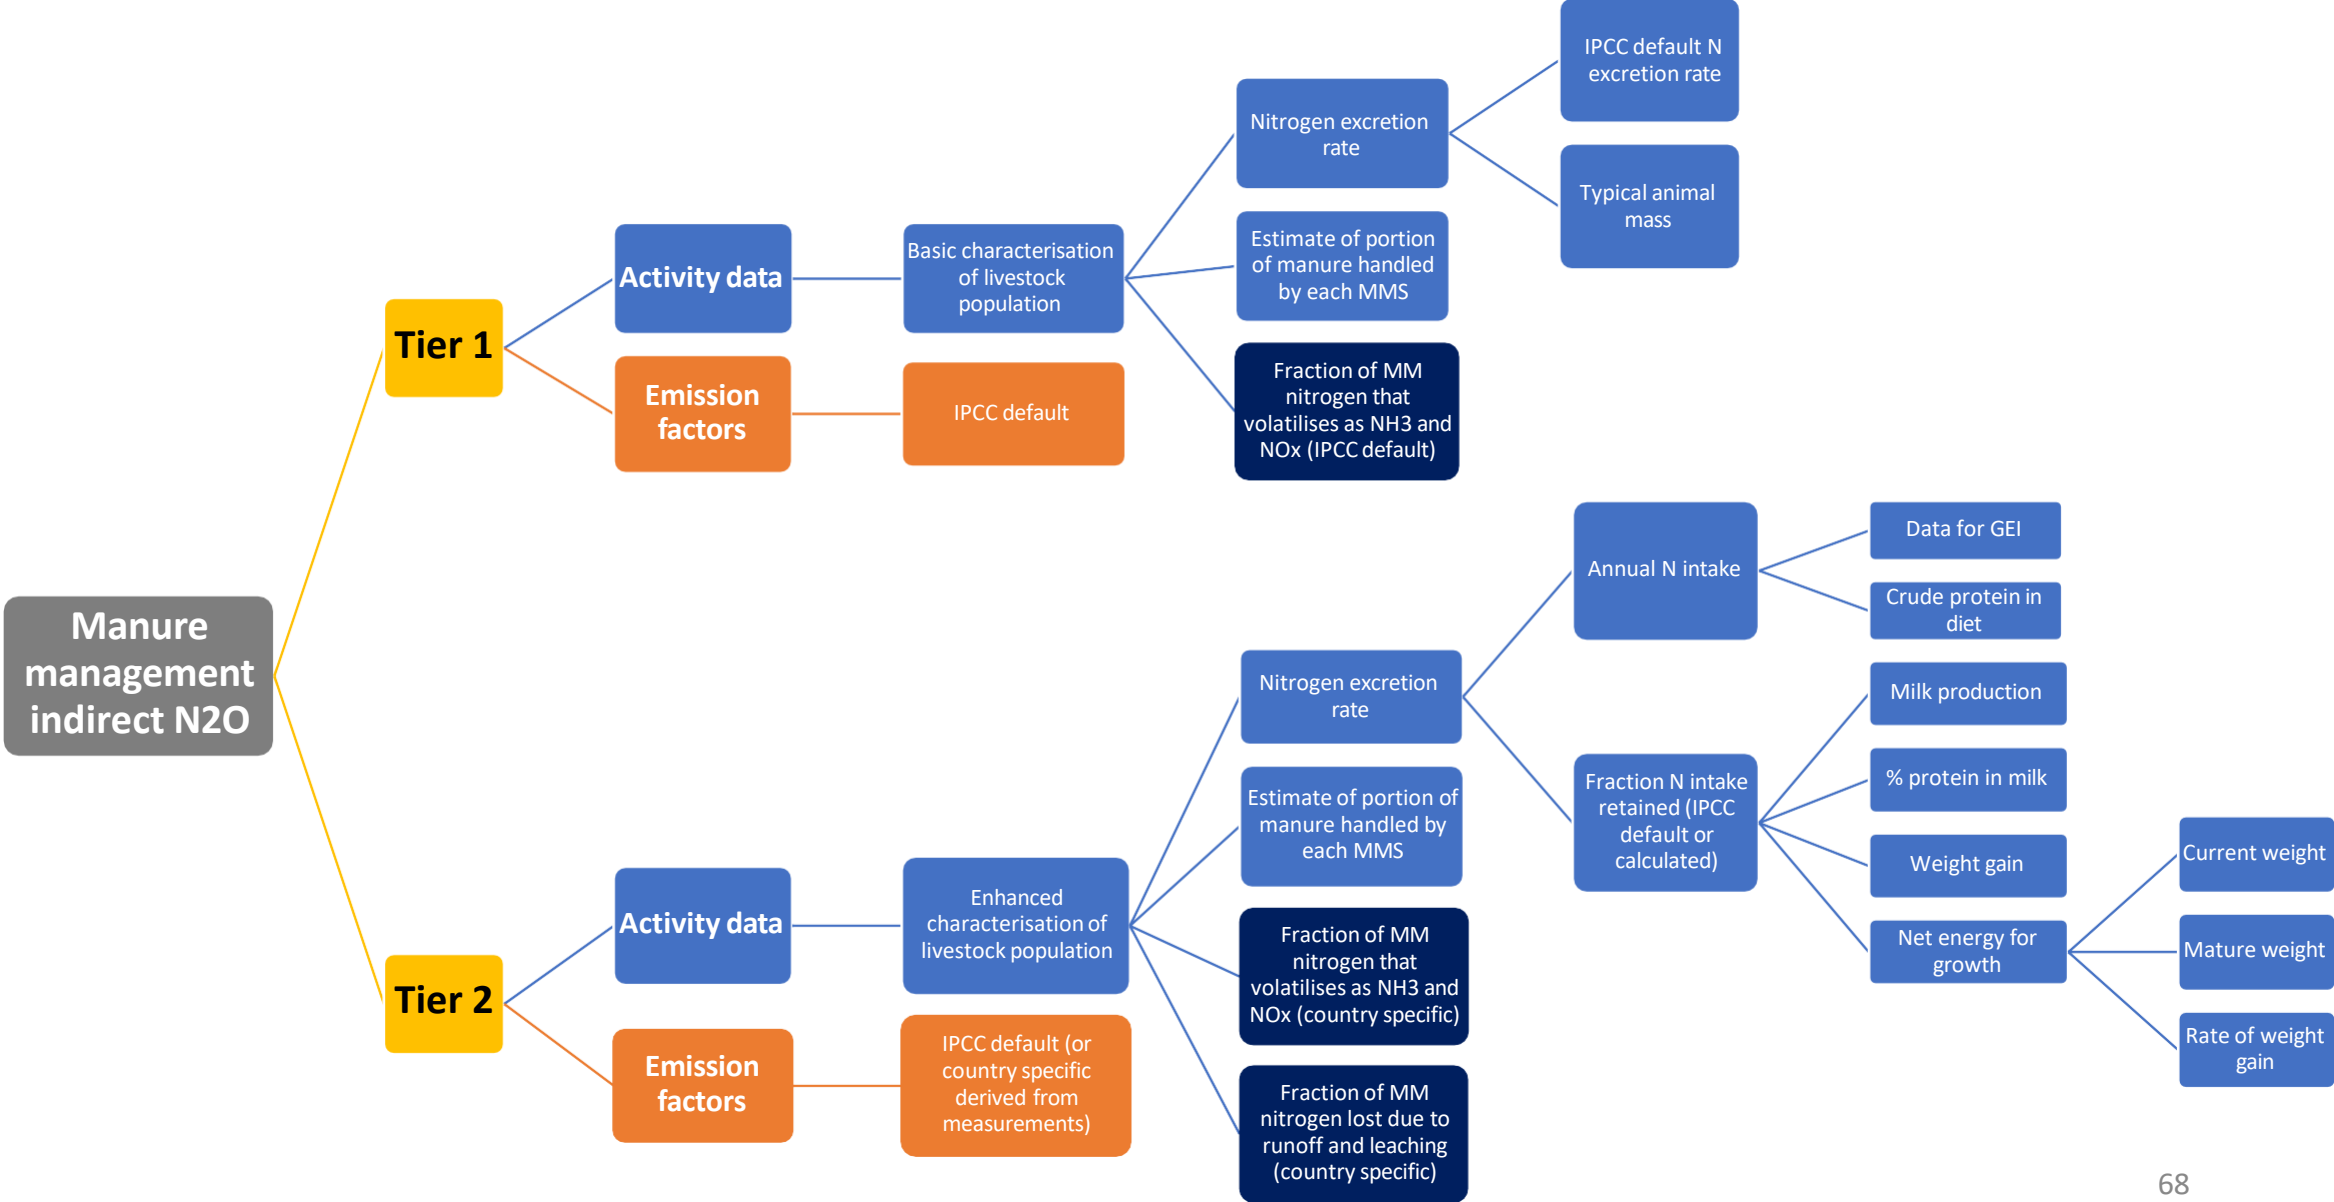 Manure
management
indirect N2O
Tier 1
Activity data
Basic characterisation
of livestock
population
Nitrogen excretion
rate
IPCC default N
excretion rate
Typical animal
mass
Estimate of portion
of manure handled
by each MMS
Fraction of MM
nitrogen that
volatilises as NH3 and
NOx (IPCC default)
Emission
factors
IPCC default
Tier 2
Activity data
Enhanced
characterisation of
livestock population
Nitrogen excretion
rate
Annual N intake
Data for GEI
Crude protein in
diet
Fraction N intake
retained (IPCC
default or
calculated)
Milk production
% protein in milk
Weight gain
Net energy for
growth
Current weight
Mature weight
Rate of weight
gain
Estimate of portion of
manure handled by
each MMS
Fraction of MM
nitrogen that
volatilises as NH3 and
NOx (country specific)
Fraction of MM
nitrogen lost due to
runoff and leaching
(country specific)
Emission
factors
IPCC default (or
country specific
derived from
measurements)
68